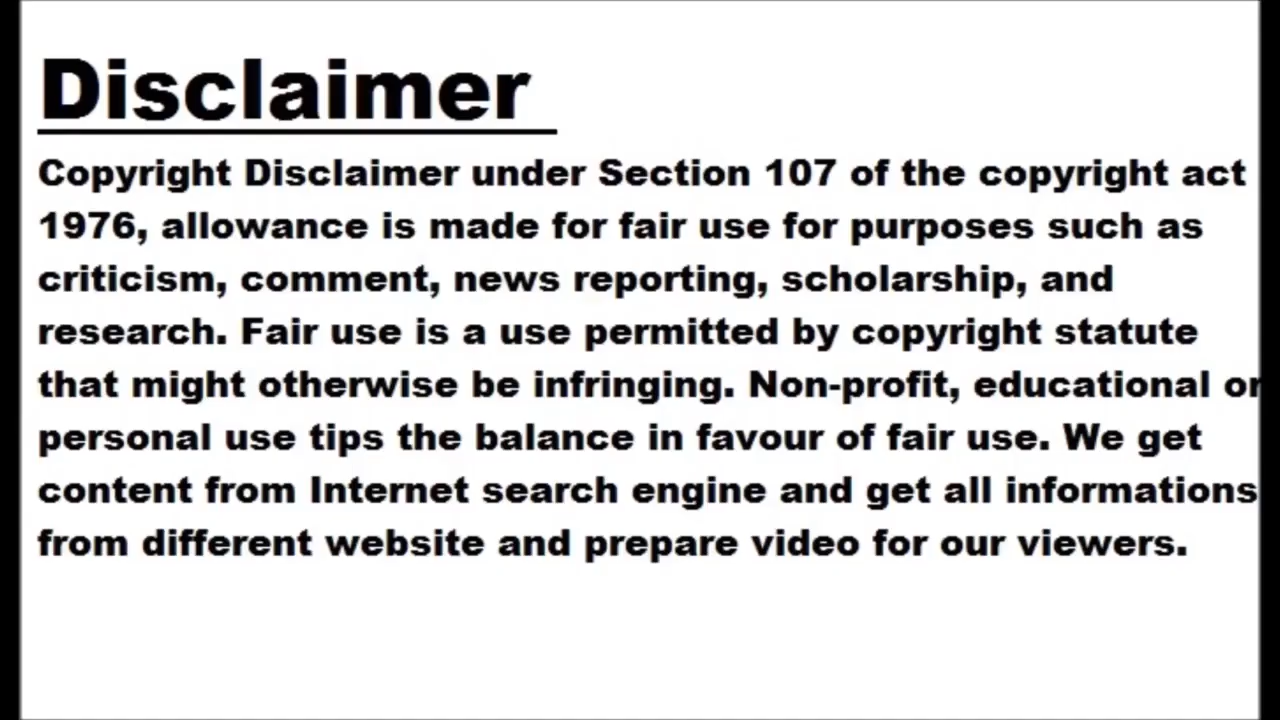 Disclaimer
Copyright Disclaimer under Section 107 of the copyright act
1976, allowance is made for fair use for purposes such as
criticism, comment, news reporting, scholarship, and
research. Fair use is a use permitted by copyright statute
that might otherwise be infringing. Non-profit, educational or
personal use tips the balance in favour of fair use. We get
content from Internet search engine and get all informations
from different website and prepare video for our viewers.